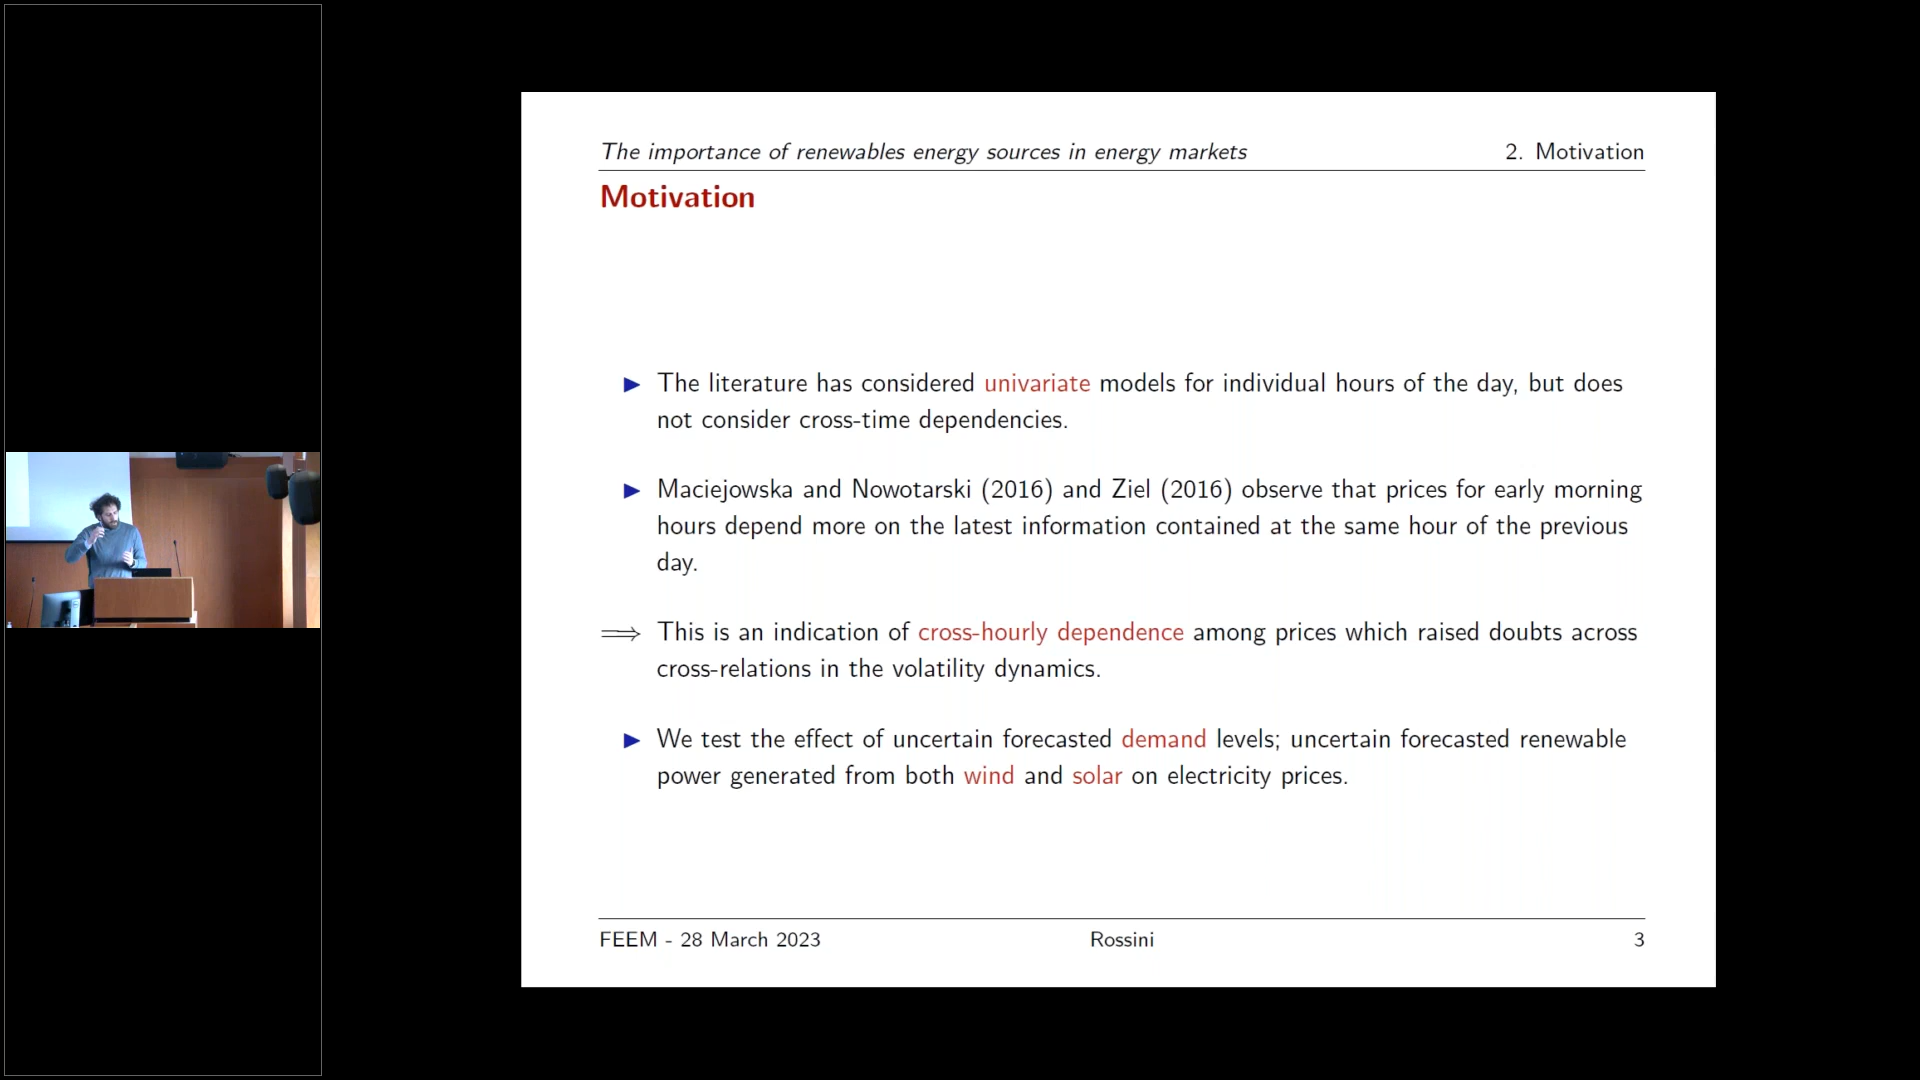 The importance of renewables energy sources in energy markets
2. Motivation
Motivation
The literature has considered univariate models for individual hours of the day, but does
not consider cross-time dependencies.
Maciejowska and Nowotarski (2016) and Ziel (2016) observe that prices for early morning
hours depend more on the latest information contained at the same hour of the previous
day.
This is an indication of cross-hourly dependence among prices which raised doubts across
cross-relations in the volatility dynamics.
We test the effect of uncertain forecasted demand levels; uncertain forecasted renewable
power generated from both wind and solar on electricity prices.
FEEM - 28 March 2023
Rossini
3